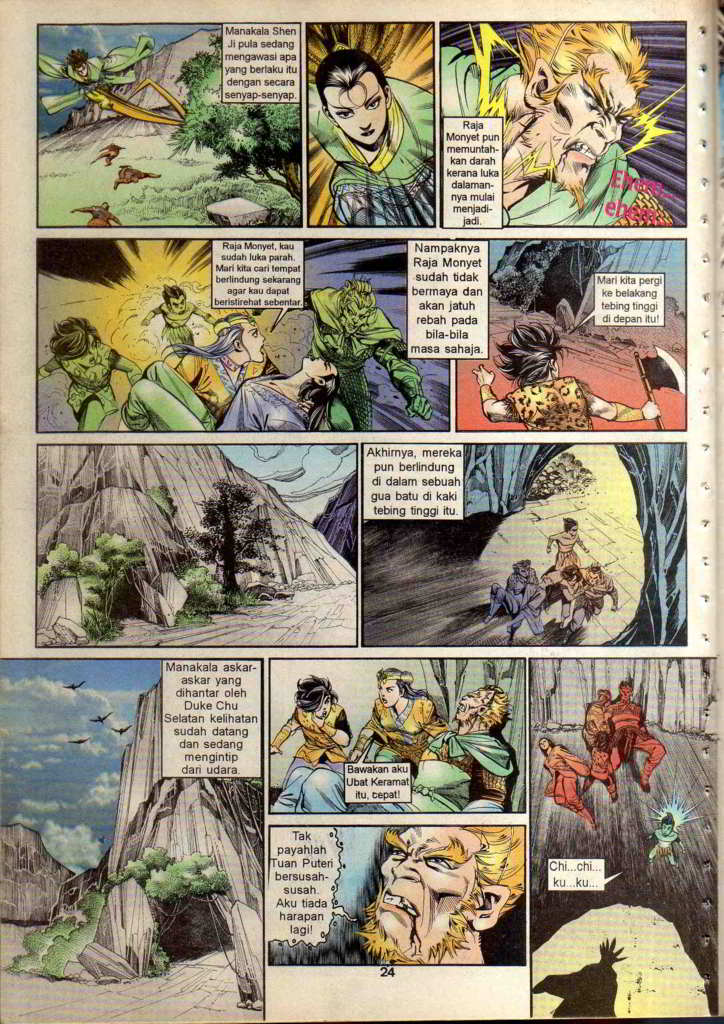 Manakala Shen
Ji pula sedang
mengawasi apa
yang berlaku itu
dengan secara
senyap-senyap.
Raja
Monyet pun
memuntah-
kan darah
kerana luka
dalaman-
nya mulai
menjadi-
jadi.
Ehem...
ehem...
Raja Monyet, kau
sudah luka parah.
Mari kita cari tempat
berlindung sekarang
agar kau dapat
beristirehat sebentar.
Nampaknya
Raja Monyet
sudah tidak
bermaya dan
akan jatuh
rebah pada
bila-bila
masa sahaja.
Mari kita pergi
ke belakang
tebing tinggi
di depan itu!
Akhirnya, mereka
pun berlindung
di dalam sebuah
gua batu di kaki
tebing tinggi itu.
Manakala askar-
askar yang
dihantar oleh
Duke Chu
Selatan kelihatan
sudah datang
dan sedang
mengintip
dari udara.
Bawakan aku
Ubat Keramat
itu, cepat!
Tak
payahlah
Tuan Puteri
bersusah-
susah.
Aku tiada
harapan
lagi!
Chi...chi...
ku...ku...
24